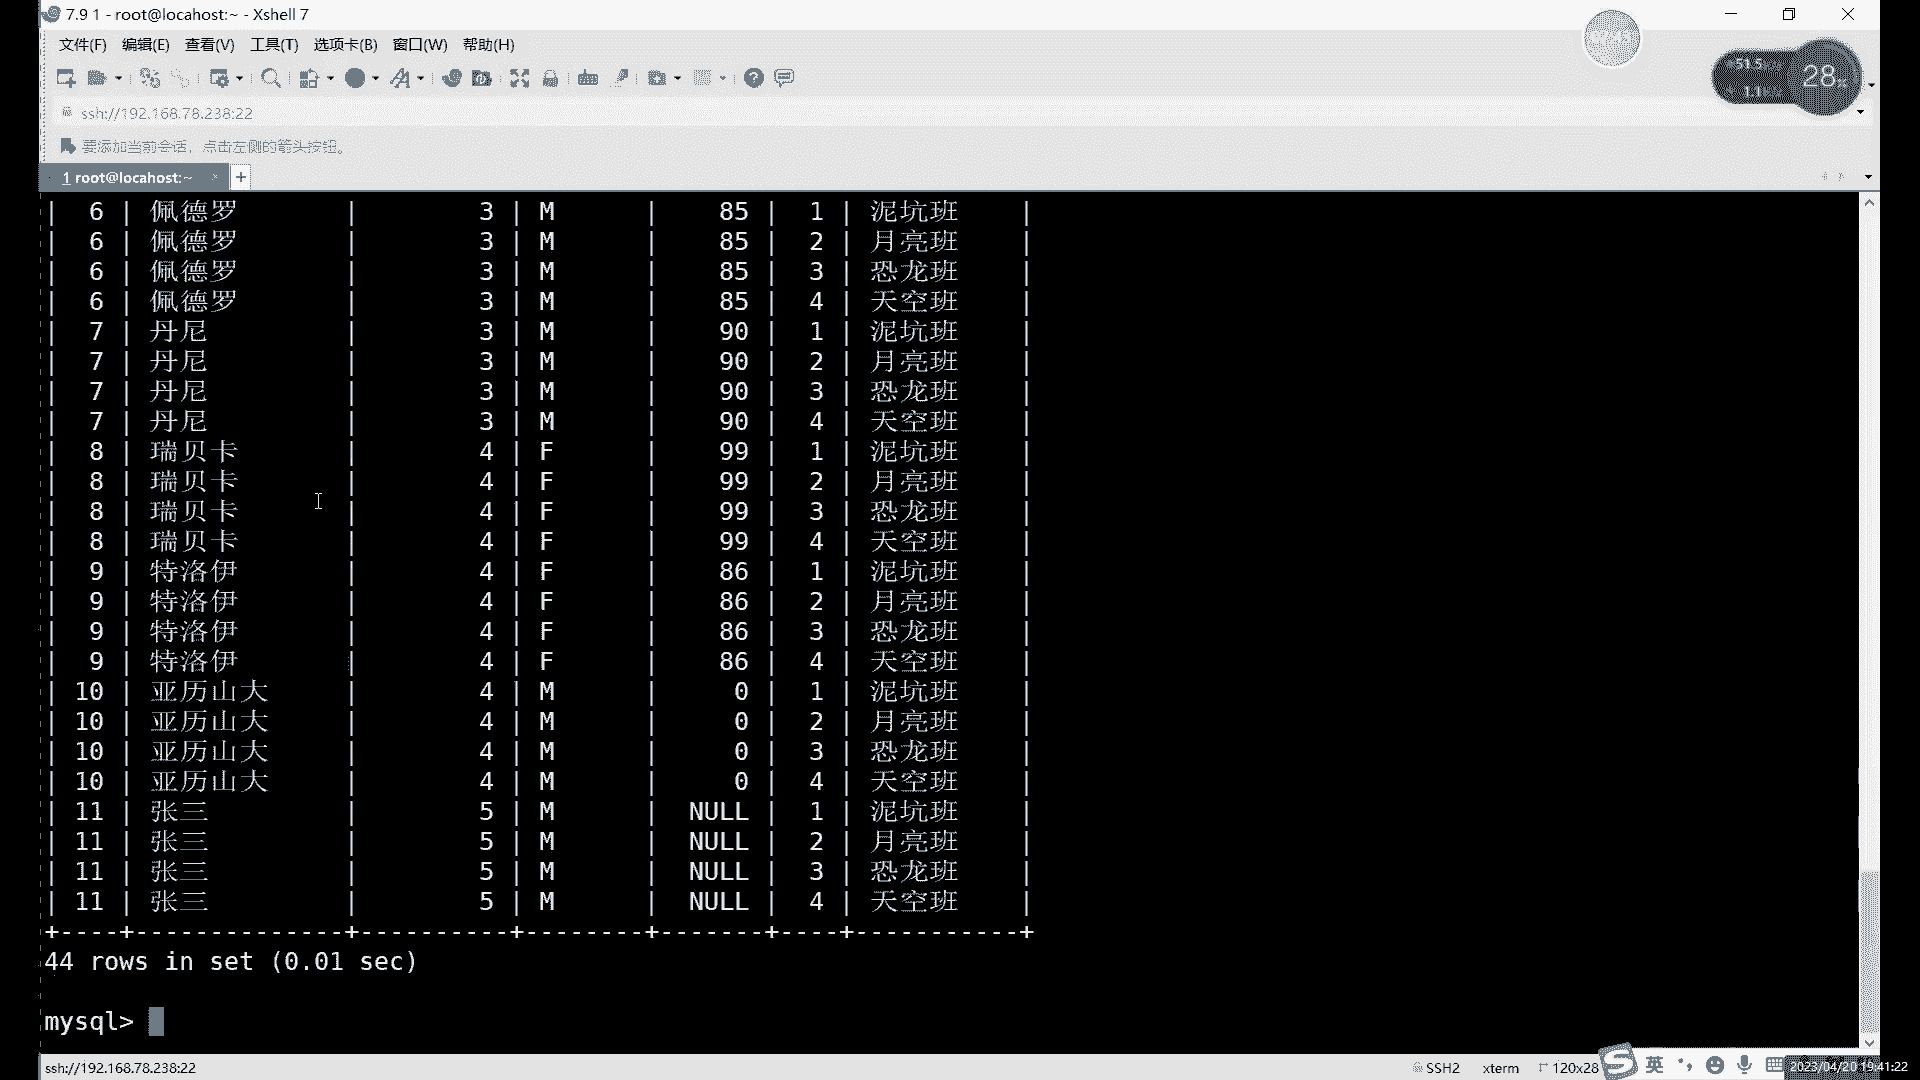 7.9 1 - root@locahost:~ - Xshell 7
文件(F) 编辑(E) 查看(V) 工具(T) 选项卡(B) 窗口(W) 帮助(H)
28%
ssh://192.168.78.238:22
要添加当前会话，点击左侧的箭头按钮。
1 root@locahost:~ × +
| 6 | 佩德罗 | 3 | M | 85 | 1 | 泥坑班 |
| 6 | 佩德罗 | 3 | M | 85 | 2 | 月亮班 |
| 6 | 佩德罗 | 3 | M | 85 | 3 | 恐龙班 |
| 6 | 佩德罗 | 3 | M | 85 | 4 | 天空班 |
| 7 | 丹尼 | 3 | M | 90 | 1 | 泥坑班 |
| 7 | 丹尼 | 3 | M | 90 | 2 | 月亮班 |
| 7 | 丹尼 | 3 | M | 90 | 3 | 恐龙班 |
| 7 | 丹尼 | 3 | M | 90 | 4 | 天空班 |
| 8 | 瑞贝卡 | 4 | F | 99 | 1 | 泥坑班 |
| 8 | 瑞贝卡 | 4 | F | 99 | 2 | 月亮班 |
| 8 | 瑞贝卡 | 4 | F | 99 | 3 | 恐龙班 |
| 8 | 瑞贝卡 | 4 | F | 99 | 4 | 天空班 |
| 9 | 特洛伊 | 4 | F | 86 | 1 | 泥坑班 |
| 9 | 特洛伊 | 4 | F | 86 | 2 | 月亮班 |
| 9 | 特洛伊 | 4 | F | 86 | 3 | 恐龙班 |
| 9 | 特洛伊 | 4 | F | 86 | 4 | 天空班 |
| 10 | 亚历山大 | 4 | M | 0 | 1 | 泥坑班 |
| 10 | 亚历山大 | 4 | M | 0 | 2 | 月亮班 |
| 10 | 亚历山大 | 4 | M | 0 | 3 | 恐龙班 |
| 10 | 亚历山大 | 4 | M | 0 | 4 | 天空班 |
| 11 | 张三 | 5 | M | NULL | 1 | 泥坑班 |
| 11 | 张三 | 5 | M | NULL | 2 | 月亮班 |
| 11 | 张三 | 5 | M | NULL | 3 | 恐龙班 |
| 11 | 张三 | 5 | M | NULL | 4 | 天空班 |
+----+--------------+----------+--------+-------+----+-----------+
44 rows in set (0.01 sec)
mysql>
ssh://192.168.78.238:22 SSH2 xterm 120x28 英 2023/04/20 19:41:22